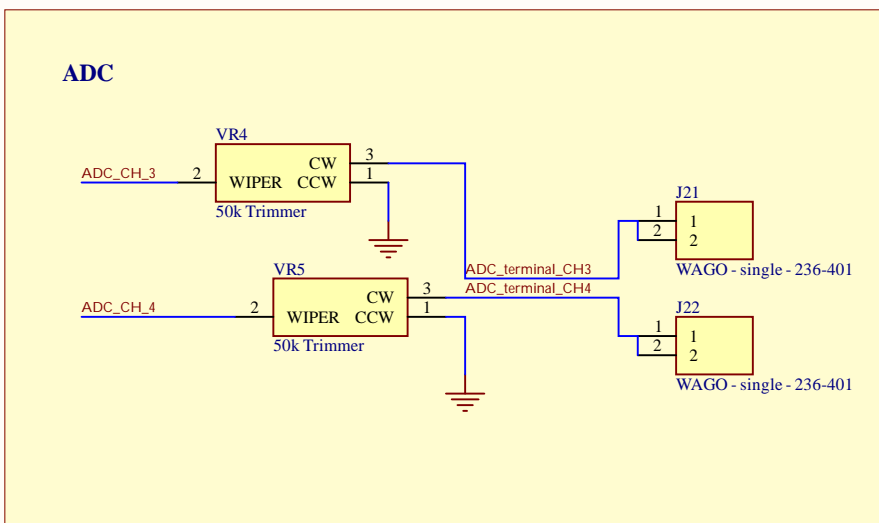 ADC
VR4
ADC_CH_3
2
WIPER
CW
CCW
3
1
50k Trimmer
VR5
ADC_CH_4
2
WIPER
CW
CCW
3
1
50k Trimmer
ADC_terminal_CH3
ADC_terminal_CH4
J21
1
2
1
2
WAGO - single - 236-401
J22
1
2
1
2
WAGO - single - 236-401